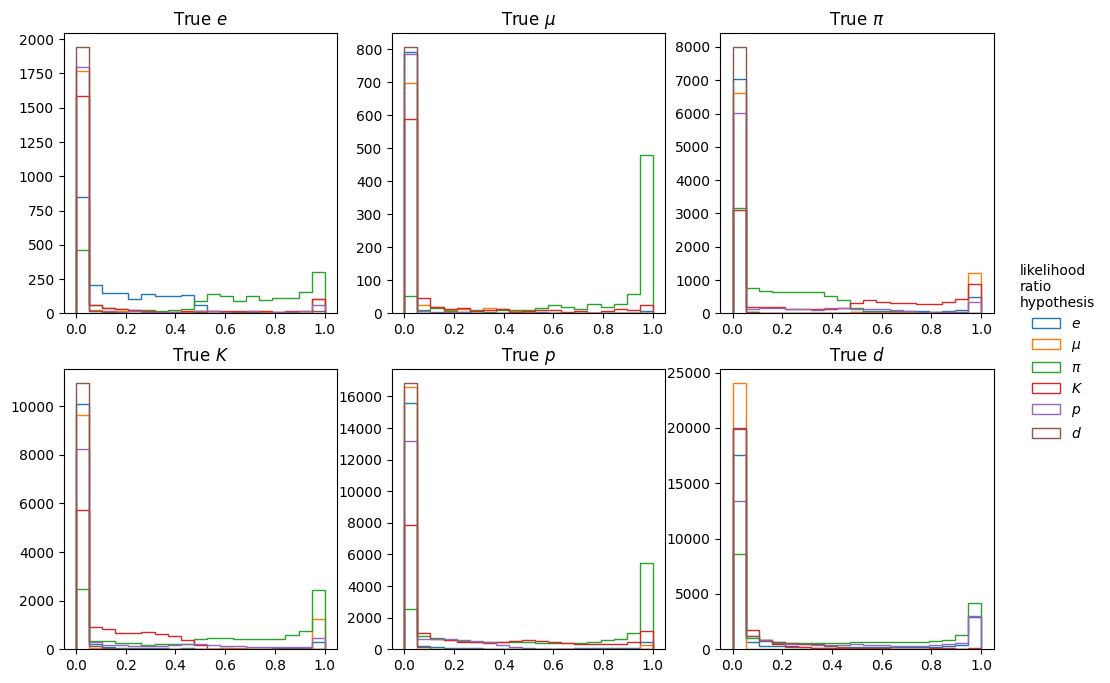 True e
True μ
True π
2000
1750
1500
1250
1000
750
500
250
0
0.0 0.2 0.4 0.6 0.8 1.0
800
700
600
500
400
300
200
100
0
0.0 0.2 0.4 0.6 0.8 1.0
8000
7000
6000
5000
4000
3000
2000
1000
0
0.0 0.2 0.4 0.6 0.8 1.0
True K
True p
True d
10000
8000
6000
4000
2000
0
0.0 0.2 0.4 0.6 0.8 1.0
16000
14000
12000
10000
8000
6000
4000
2000
0
0.0 0.2 0.4 0.6 0.8 1.0
25000
20000
15000
10000
5000
0
0.0 0.2 0.4 0.6 0.8 1.0
likelihood
ratio
hypothesis
e
μ
π
K
p
d